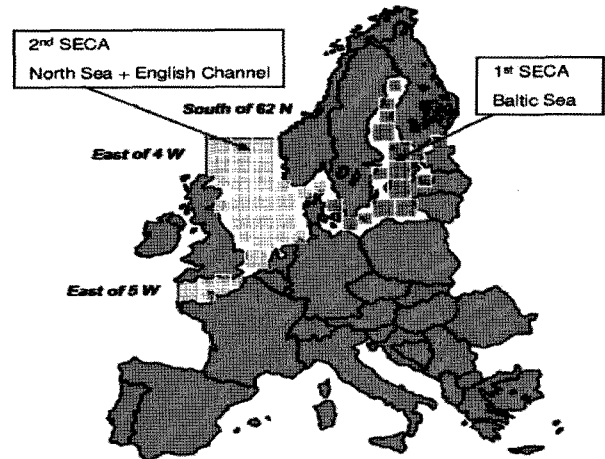 2nd SECA
North Sea + English Channel
1st SECA
Baltic Sea
South of 62 N
East of 4 W
East of 5 W